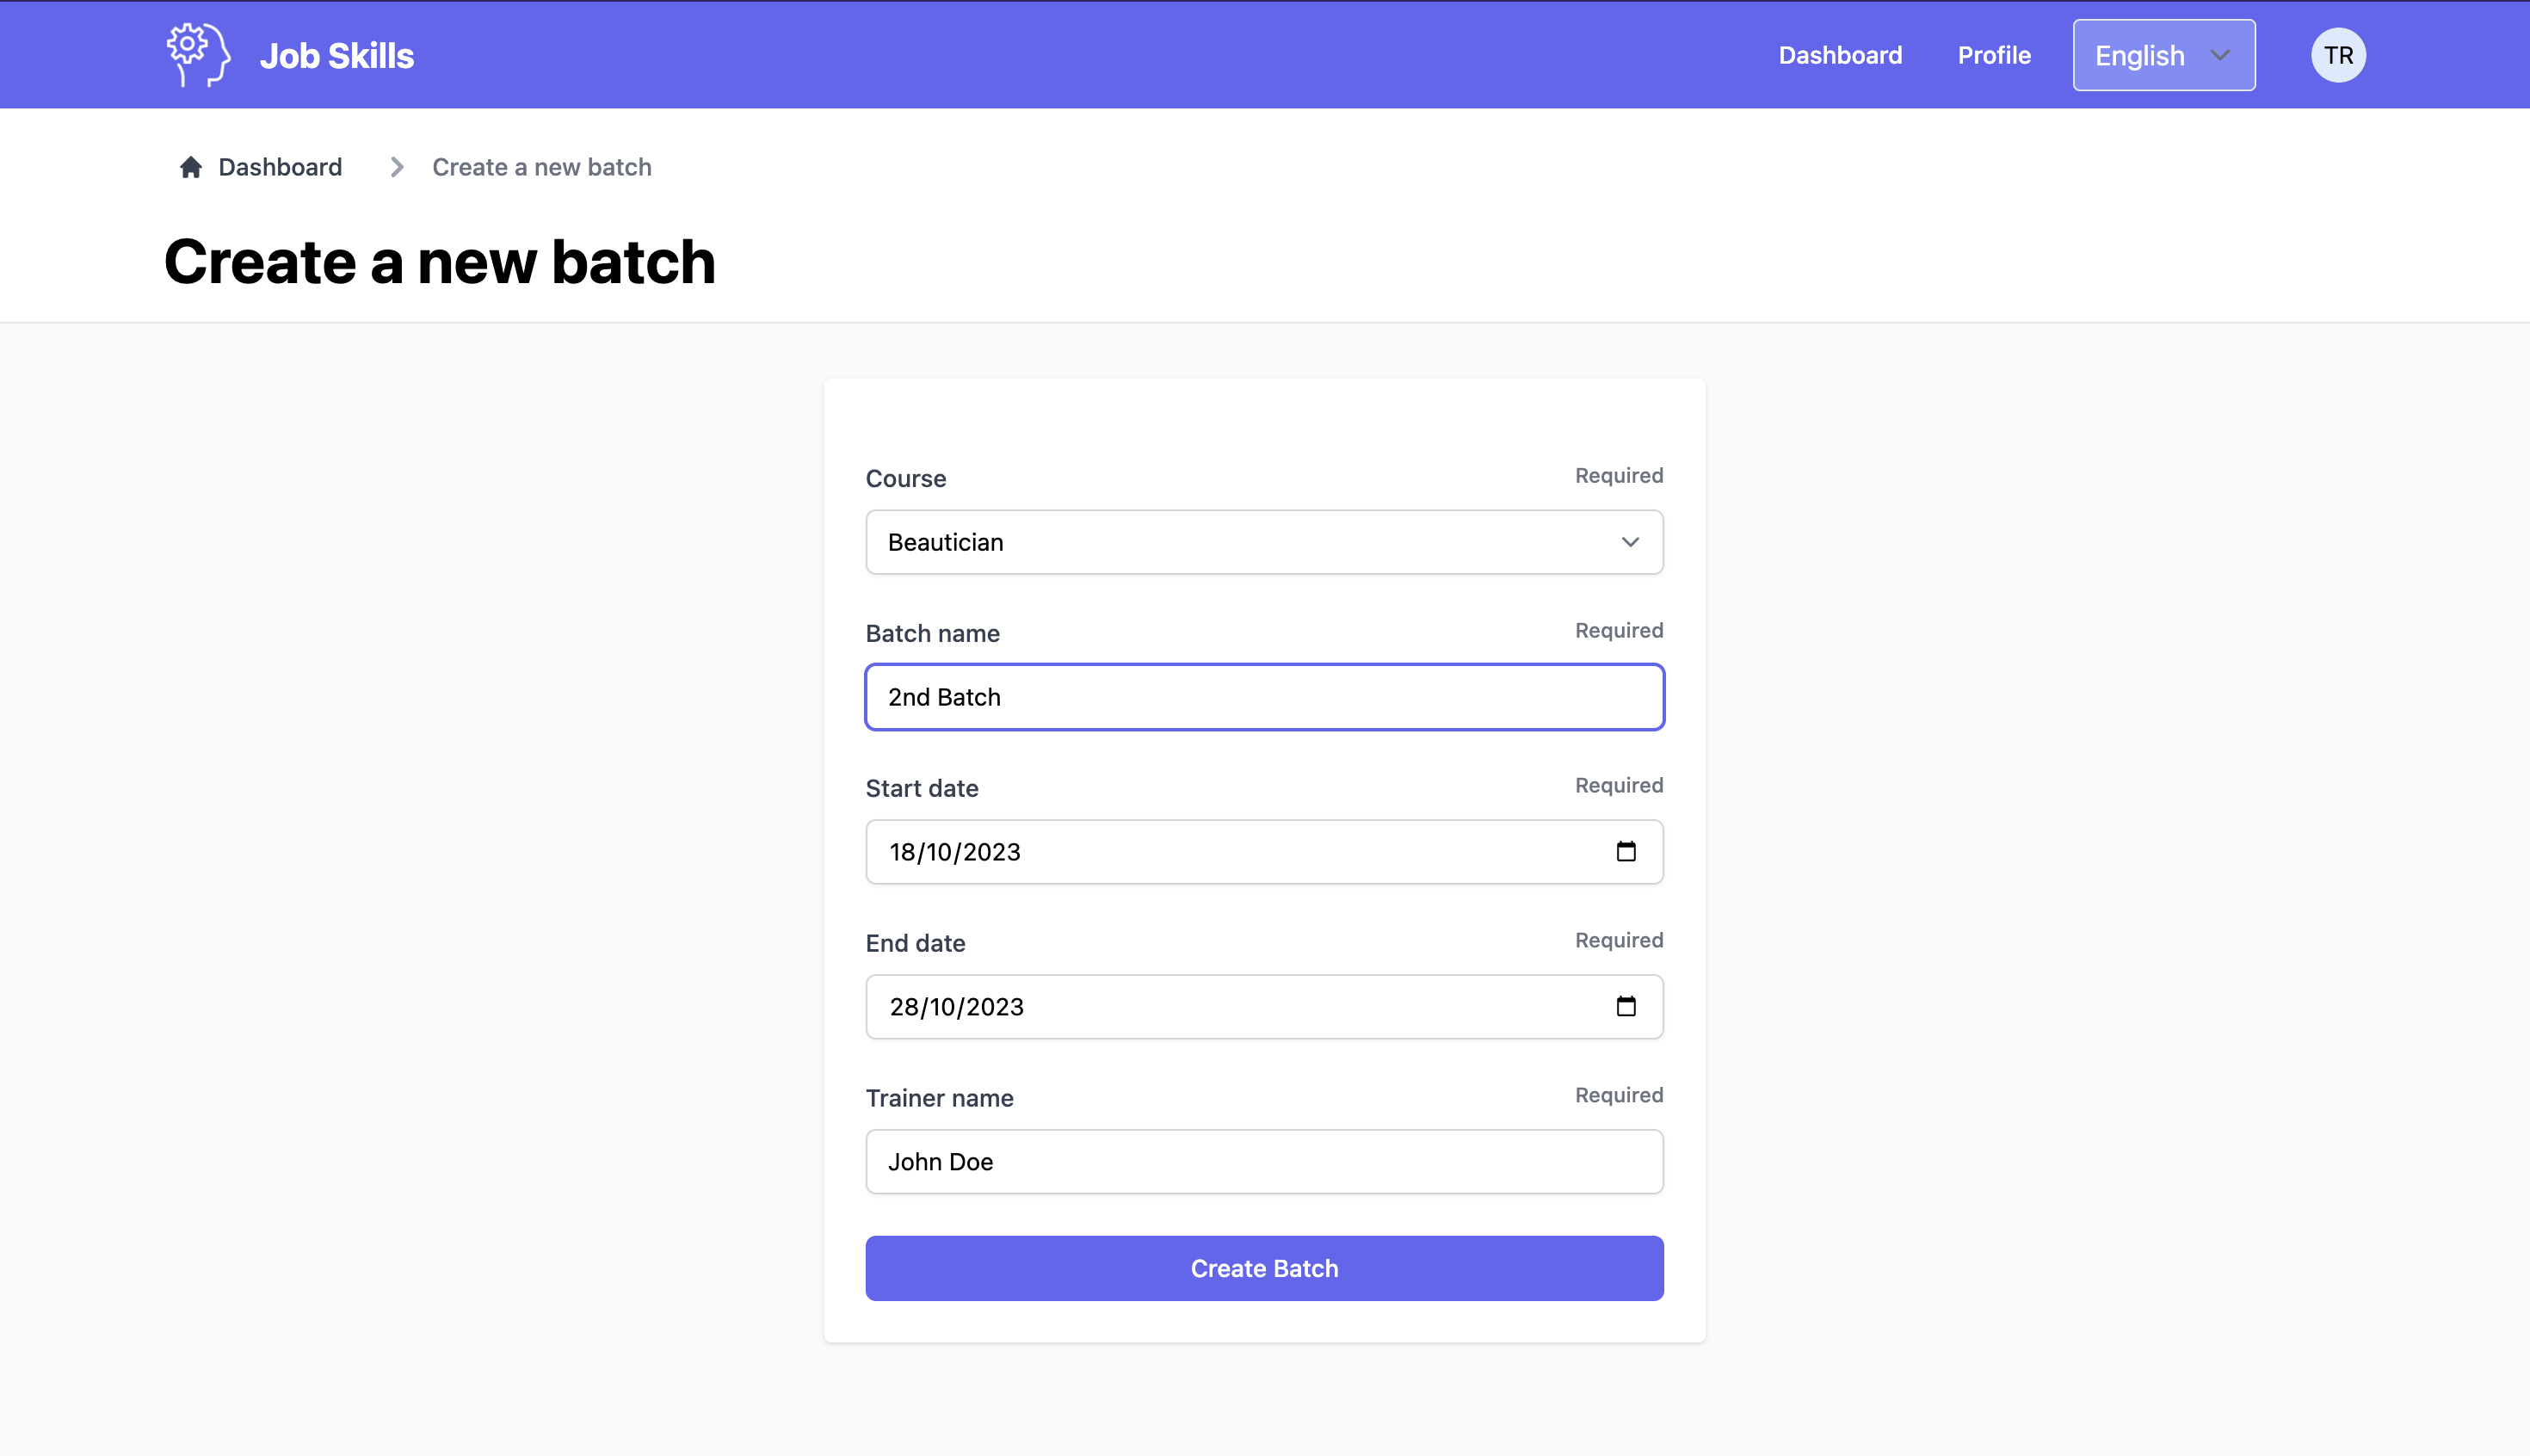 Job Skills
Dashboard
Profile
English
TR
Dashboard
Create a new batch
Create a new batch
Course
Required
Beautician
Batch name
Required
2nd Batch
Start date
Required
18/10/2023
End date
Required
28/10/2023
Trainer name
Required
John Doe
Create Batch